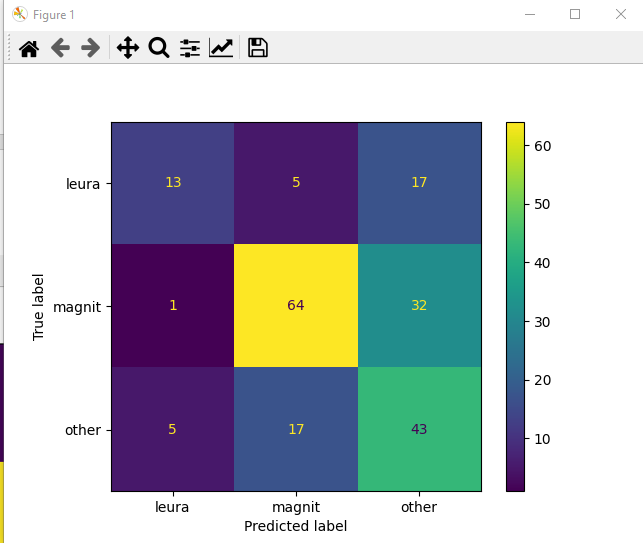 Figure 1
leura 13 5 17
magnit 1 64 32
other 5 17 43
leura magnit other
Predicted label
True label
60
50
40
30
20
10